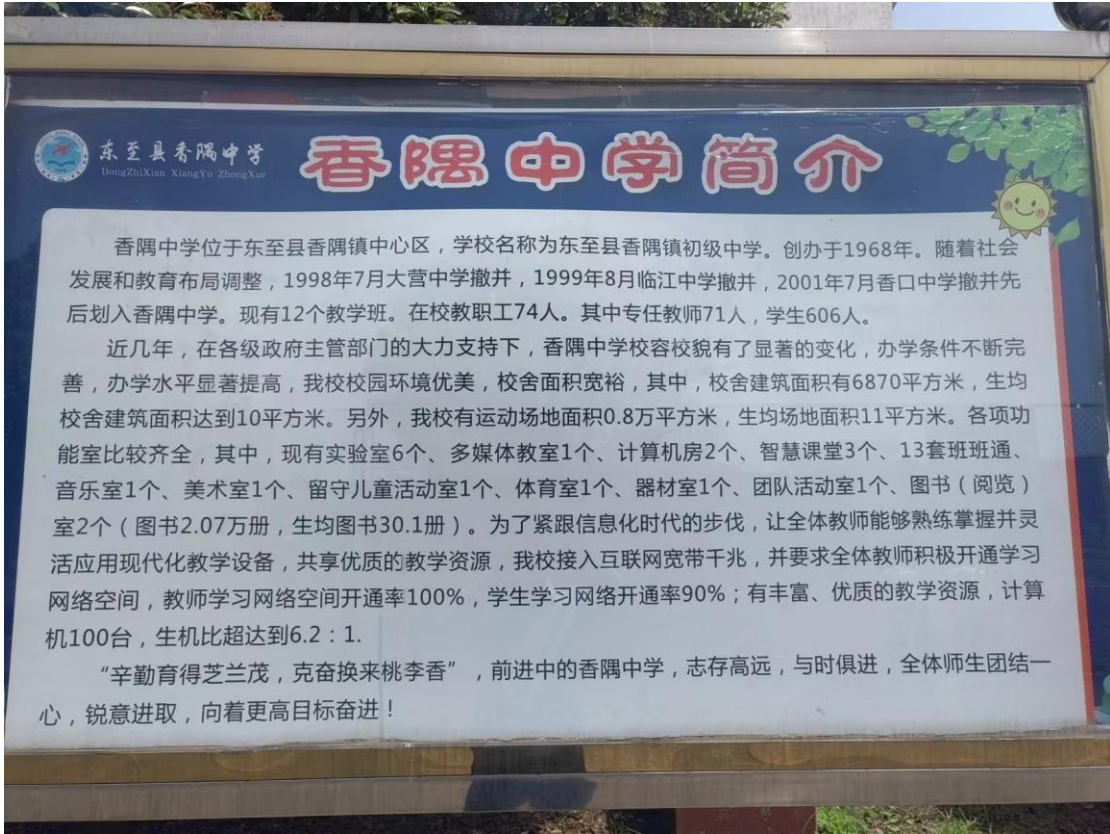 东至县香隅中学
DongZhiXian XiangYu ZhongXue
香隅中学简介
香隅中学位于东至县香隅镇中心区，学校名称为东至县香隅镇初级中学。创办于1968年。随着社会
发展和教育布局调整，1998年7月大营中学撤并，1999年8月临江中学撤并，2001年7月香口中学撤并先
后划入香隅中学。现有12个教学班。在校教职工74人。其中专任教师71人，学生606人。
近几年，在各级政府主管部门的大力支持下，香隅中学校容校貌有了显著的变化，办学条件不断完
善，办学水平显著提高，我校校园环境优美，校舍面积宽裕，其中，校舍建筑面积有6870平方米，生均
校舍建筑面积达到10平方米。另外，我校有运动场地面积0.8万平方米，生均场地面积11平方米。各项功
能室比较齐全，其中，现有实验室6个、多媒体教室1个、计算机房2个、智慧课堂3个、13套班班通、
音乐室1个、美术室1个、留守儿童活动室1个、体育室1个、器材室1个、团队活动室1个、图书（阅览）
室2个（图书2.07万册，生均图书30.1册）。为了紧跟信息化时代的步伐，让全体教师能够熟练掌握并灵
活应用现代化教学设备，共享优质的教学资源，我校接入互联网宽带千兆，并要求全体教师积极开通学习
网络空间，教师学习网络空间开通率100%，学生学习网络开通率90%；有丰富、优质的教学资源，计算
机100台，生机比超达到6.2：1.
“辛勤育得芝兰茂，克奋换来桃李香”，前进中的香隅中学，志存高远，与时俱进，全体师生团结一
心，锐意进取，向着更高目标奋进！